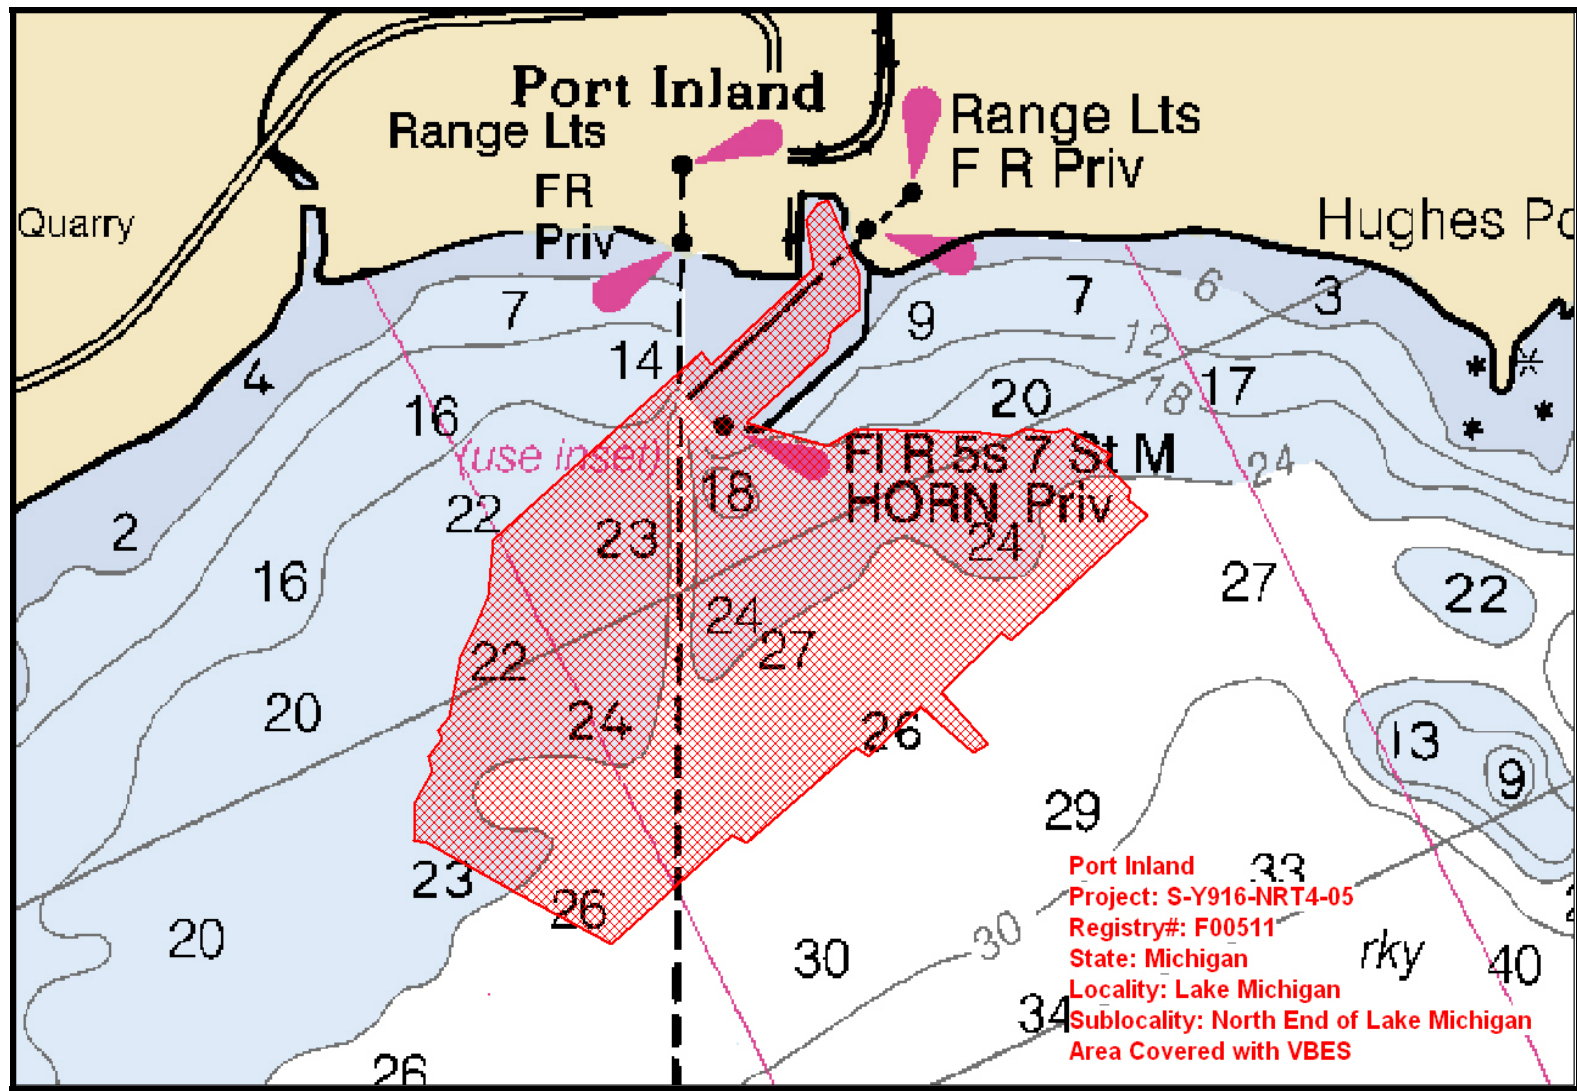 Port Inland
Range Lts
Range Lts
F R Priv
FR
Priv
Quarry
Hughes Po
7
7
6
3
9
12
14
4
17
18
20
16
(use inset)
Fl R 5s 7 St M
HORN Priv
24
18
22
2
23
24
16
27
22
24
27
22
20
24
26
13
9
29
23
33
26
20
30
30
rky
40
34
26
Port Inland
Project: S-Y916-NRT4-05
Registry#: F00511
State: Michigan
Locality: Lake Michigan
Sublocality: North End of Lake Michigan
Area Covered with VBES